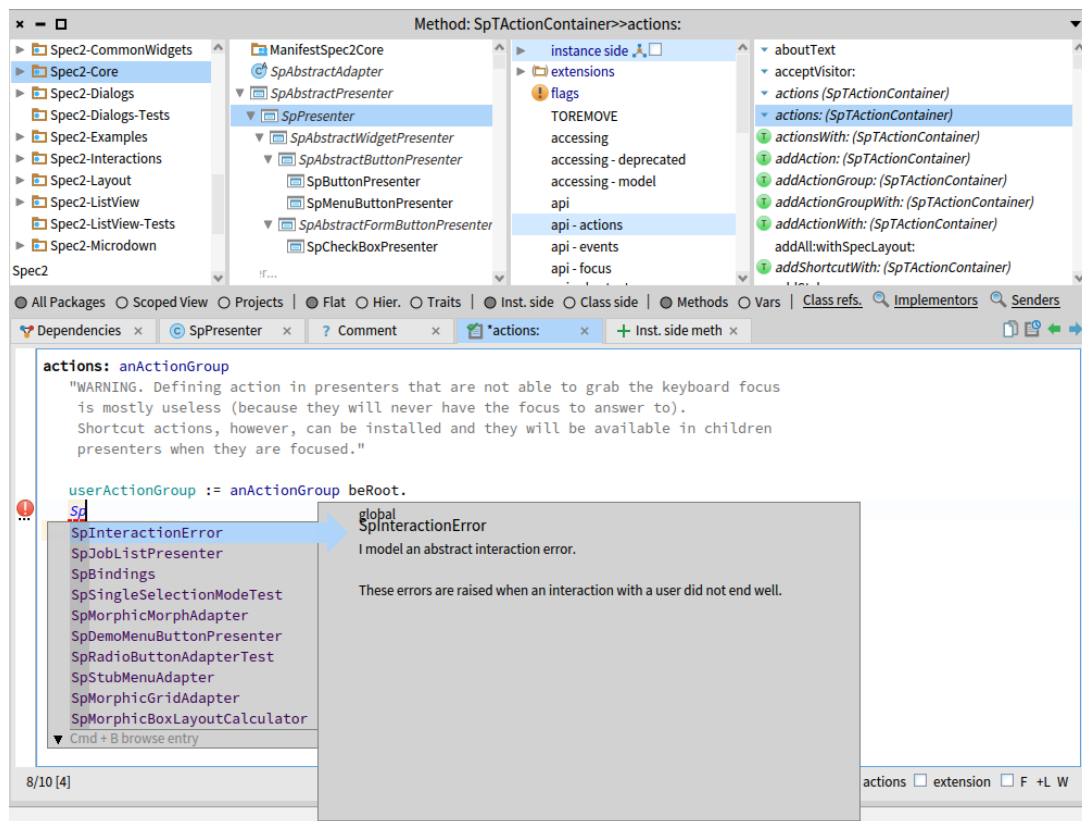 Method: SpTActionContainer>>actions:
Spec2-CommonWidgets
Spec2-Core
Spec2-Dialogs
Spec2-Dialogs-Tests
Spec2-Examples
Spec2-Interactions
Spec2-Layout
Spec2-ListView
Spec2-ListView-Tests
Spec2-Microdown
Spec2
ManifestSpec2Core
SpAbstractAdapter
SpAbstractPresenter
SpPresenter
SpAbstractWidgetPresenter
SpAbstractButtonPresenter
SpButtonPresenter
SpMenuButtonPresenter
SpAbstractFormButtonPresenter
SpCheckBoxPresenter
instance side
extensions
flags
TOREMOVE
accessing
accessing - deprecated
accessing - model
api
api - actions
api - events
api - focus
aboutText
acceptVisitor:
actions (SpTActionContainer)
actions: (SpTActionContainer)
actionsWith: (SpTActionContainer)
addAction: (SpTActionContainer)
addActionGroup: (SpTActionContainer)
addActionGroupWith: (SpTActionContainer)
addActionWith: (SpTActionContainer)
addAll:withSpecLayout:
addShortcutWith: (SpTActionContainer)
All Packages Scoped View Projects | Flat Hier. Traits | Inst. side Class side | Methods Vars | Class refs. Implementors Senders
Dependencies × SpPresenter × ? Comment × *actions: × Inst. side meth ×
actions: anActionGroup
"WARNING. Defining action in presenters that are not able to grab the keyboard focus
is mostly useless (because they will never have the focus to answer to).
Shortcut actions, however, can be installed and they will be available in children
presenters when they are focused."
userActionGroup := anActionGroup beRoot.
Sp
SpInteractionError
SpJobListPresenter
SpBindings
SpSingleSelectionModeTest
SpMorphicMorphAdapter
SpDemoMenuButtonPresenter
SpRadioButtonAdapterTest
SpStubMenuAdapter
SpMorphicGridAdapter
SpMorphicBoxLayoutCalculator
Cmd + B browse entry
global
SpInteractionError
I model an abstract interaction error.
These errors are raised when an interaction with a user did not end well.
8/10 [4]
actions extension F +L W